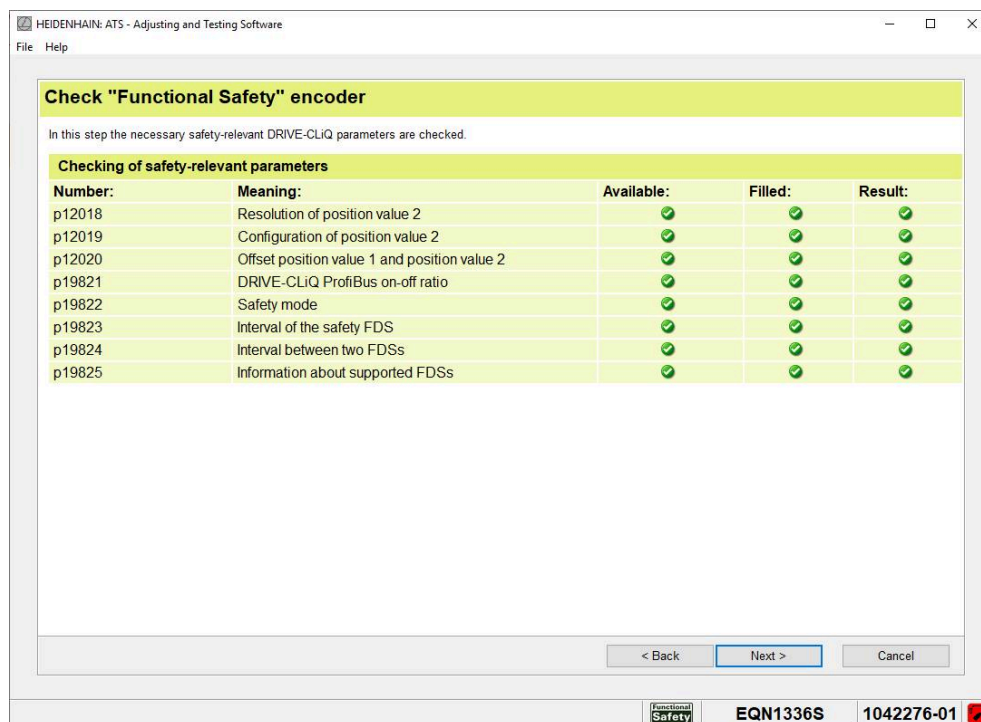 HEIDENHAIN: ATS - Adjusting and Testing Software
File Help
Check "Functional Safety" encoder
In this step the necessary safety-relevant DRIVE-CLiQ parameters are checked.
Checking of safety-relevant parameters
Number: Meaning: Available: Filled: Result:
p12018 Resolution of position value 2
p12019 Configuration of position value 2
p12020 Offset position value 1 and position value 2
p19821 DRIVE-CLiQ ProfiBus on-off ratio
p19822 Safety mode
p19823 Interval of the safety FDS
p19824 Interval between two FDSs
p19825 Information about supported FDSs
< Back Next > Cancel
Functional Safety EQN1336S 1042276-01